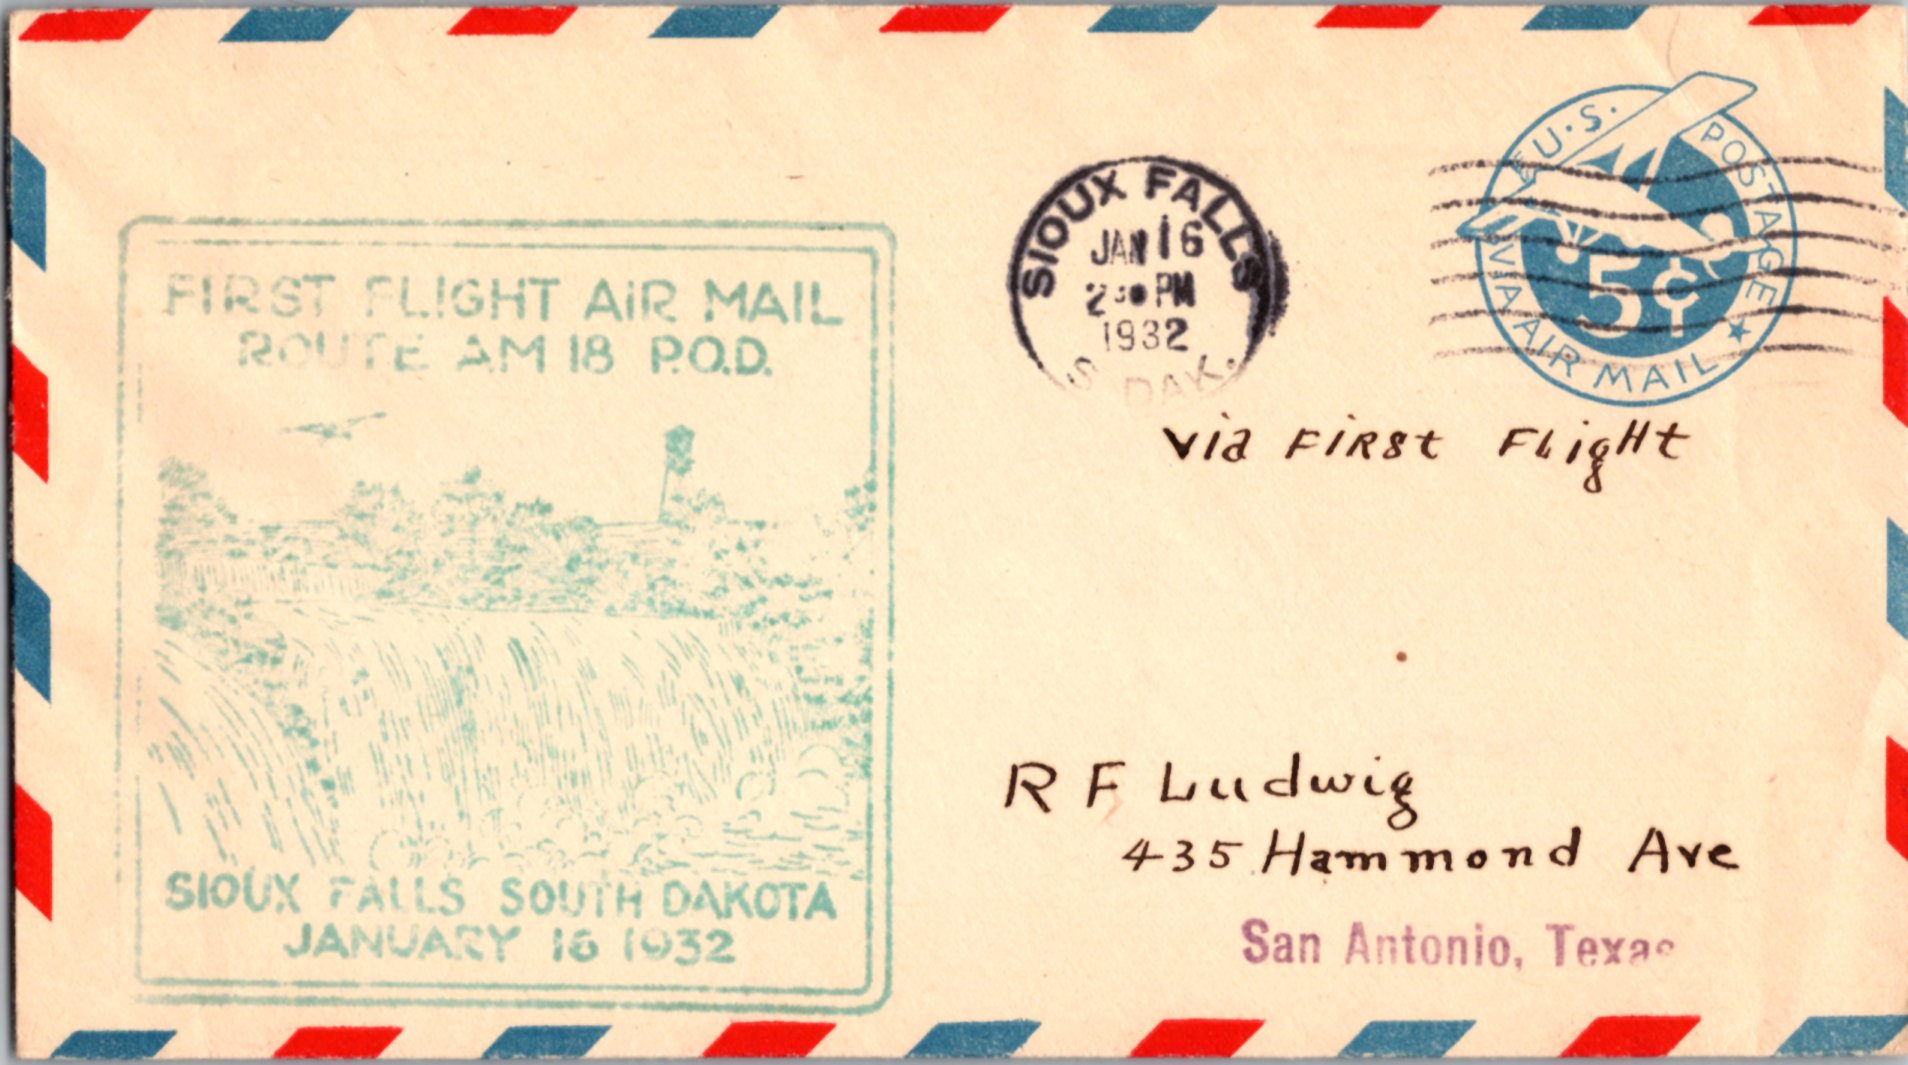 FIRST FLIGHT AIR MAIL
ROUTE AM 18 P.O.D.
SIOUX FALLS SOUTH DAKOTA
JANUARY 16 1932
SIOUX FALLS
JAN 16
PM
1932
S. DAK.
U.S. POSTAGE
5¢
VIA AIR MAIL
via First Flight
R F Ludwig
435 Hammond Ave
San Antonio, Texas